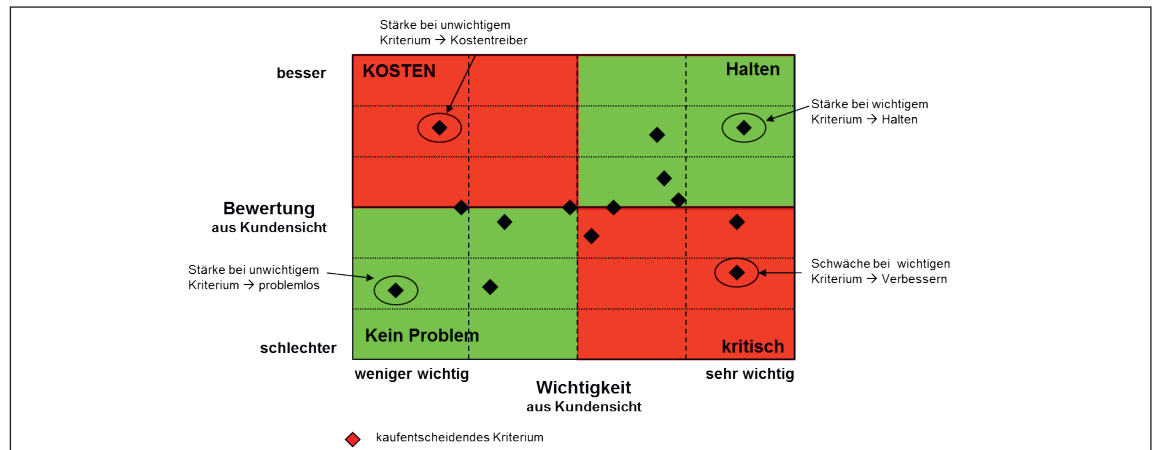 Stärke bei unwichtigem
Kriterium → Kostentreiber
besser
KOSTEN
Halten
Stärke bei wichtigem
Kriterium → Halten
Bewertung
aus Kundensicht
Stärke bei unwichtigem
Kriterium → problemlos
Schwäche bei wichtigen
Kriterium → Verbessern
Kein Problem
kritisch
schlechter
weniger wichtig
sehr wichtig
Wichtigkeit
aus Kundensicht
kaufentscheidendes Kriterium